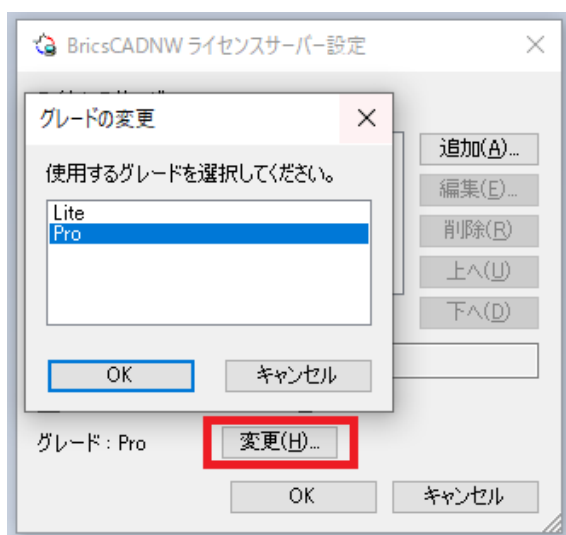 BricsCADNW ライセンスサーバー設定
グレードの変更
使用するグレードを選択してください。
Lite
Pro
OK
キャンセル
追加(A)...
編集(E)...
削除(R)
上へ(U)
下へ(D)
グレード : Pro
変更(H)...
OK
キャンセル